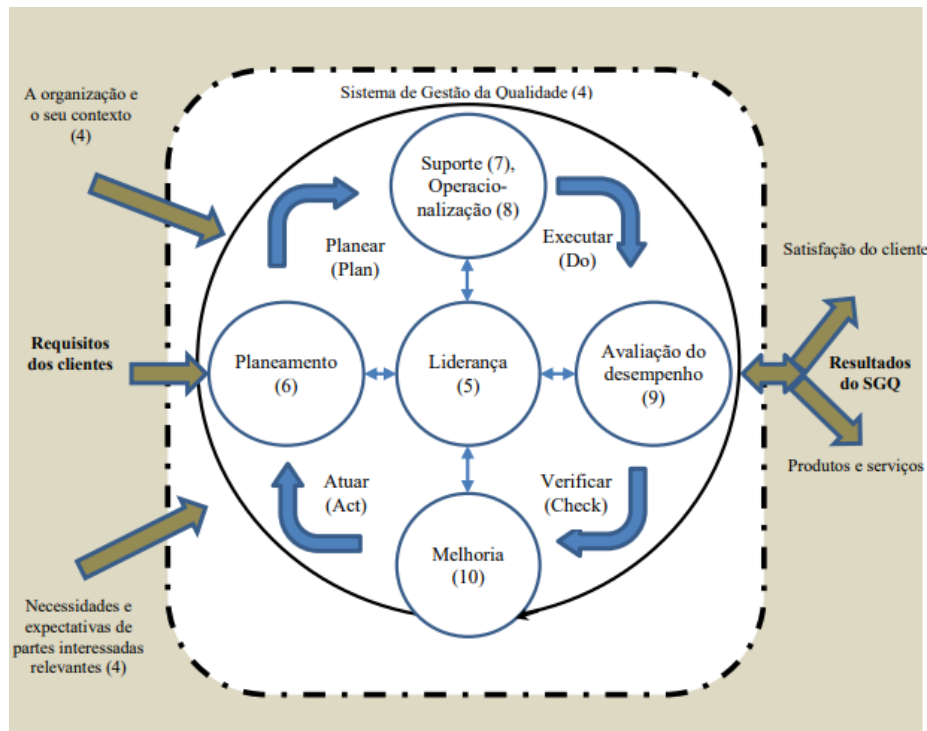 Sistema de Gestão da Qualidade (4)
A organização e
o seu contexto
(4)
Suporte (7),
Operacio-
nalização (8)
Planear
(Plan)
Executar
(Do)
Satisfação do cliente
Requisitos
dos clientes
Planeamento
(6)
Liderança
(5)
Avaliação do
desempenho
(9)
Resultados
do SGQ
Atuar
(Act)
Verificar
(Check)
Produtos e serviços
Melhoria
(10)
Necessidades e
expectativas de
partes interessadas
relevantes (4)